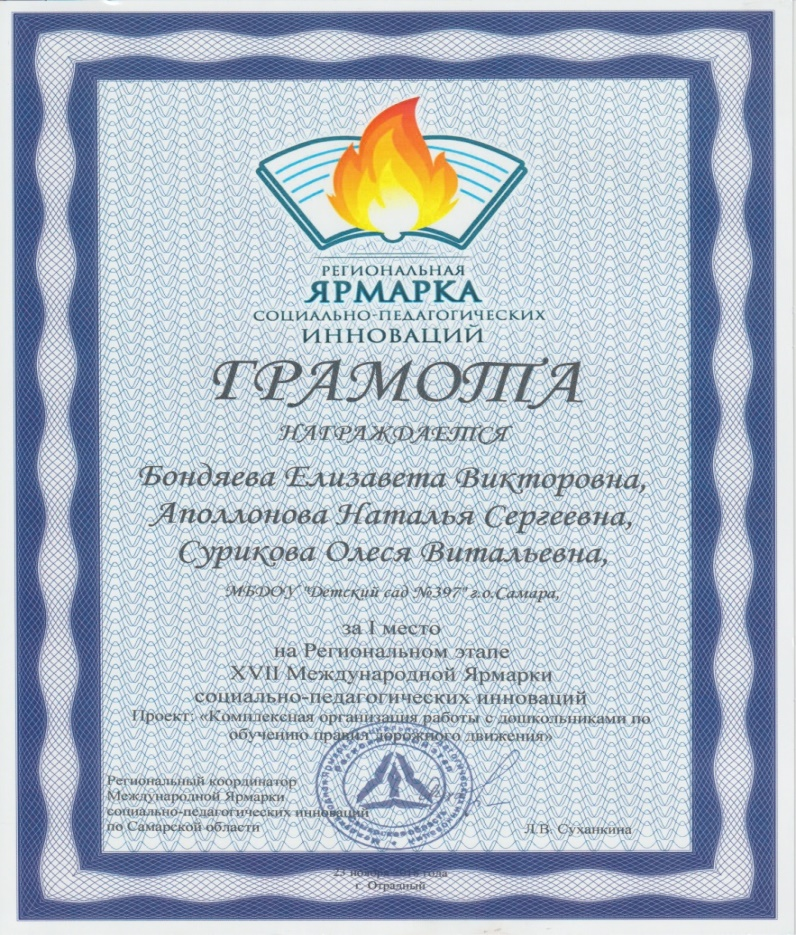 РЕГИОНАЛЬНАЯ
ЯРМАРКА
СОЦИАЛЬНО-ПЕДАГОГИЧЕСКИХ
ИННОВАЦИЙ
ГРАМОТА
НАГРАЖДАЕТСЯ
Бондяева Елизавета Викторовна,
Аполлонова Наталья Сергеевна,
Сурикова Олеся Витальевна,
МБДОУ "Детский сад №397" г.о.Самара,
за I место
на Региональном этапе
XVII Международной Ярмарки
социально-педагогических инноваций
Проект: «Комплексная организация работы с дошкольниками по
обучению правил дорожного движения»
Региональный координатор
Международной Ярмарки
социально-педагогических инноваций
по Самарской области
Л.В. Суханкина
23 ноября года
г. Отрадный